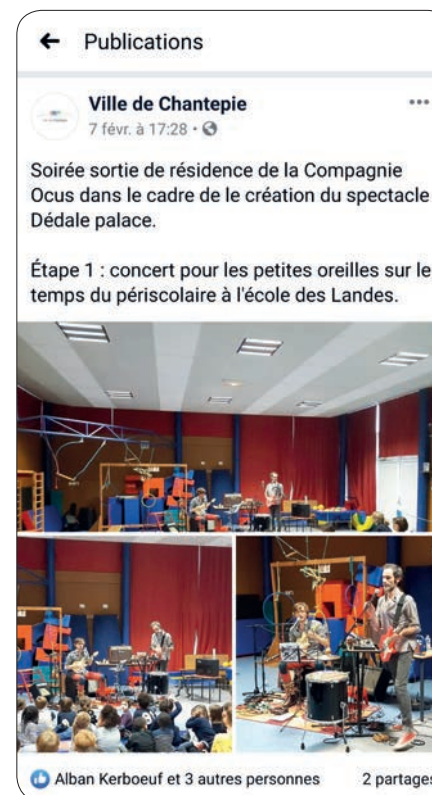 Publications
Ville de Chantepie
7 févr. à 17:28 •
Soirée sortie de résidence de la Compagnie
Ocus dans le cadre de le création du spectacle
Dédale palace.
Étape 1 : concert pour les petites oreilles sur le
temps du périscolaire à l'école des Landes.
Alban Kerboeuf et 3 autres personnes 2 partages